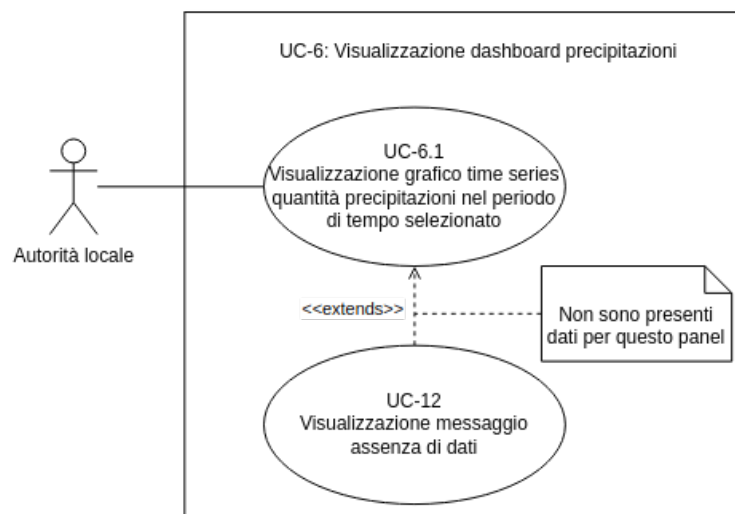 UC-6: Visualizzazione dashboard precipitazioni
UC-6.1
Visualizzazione grafico time series
quantità precipitazioni nel periodo
di tempo selezionato
Autorità locale
<<extends>>
Non sono presenti
dati per questo panel
UC-12
Visualizzazione messaggio
assenza di dati